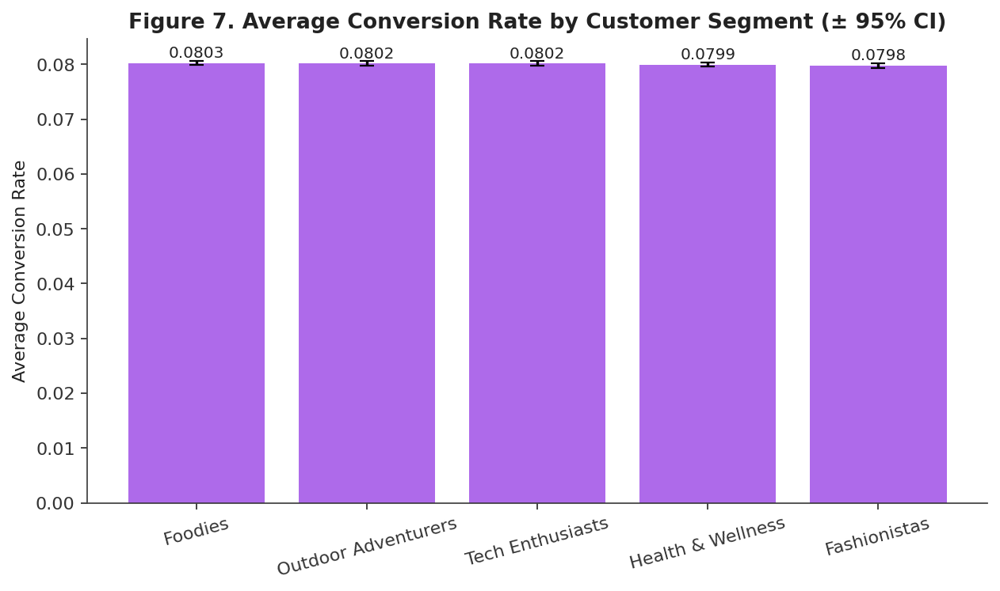 Figure 7. Average Conversion Rate by Customer Segment (± 95% CI)
Average Conversion Rate
0.08
0.07
0.06
0.05
0.04
0.03
0.02
0.01
0.00
0.0803
0.0802
0.0802
0.0799
0.0798
Foodies
Outdoor Adventurers
Tech Enthusiasts
Health & Wellness
Fashionistas